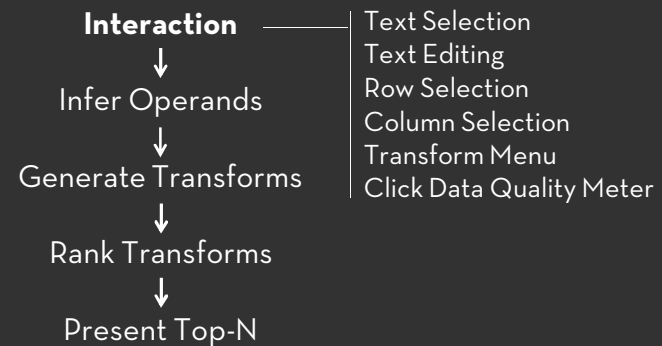 Interaction
Infer Operands
Generate Transforms
Rank Transforms
Present Top-N
Text Selection
Text Editing
Row Selection
Column Selection
Transform Menu
Click Data Quality Meter